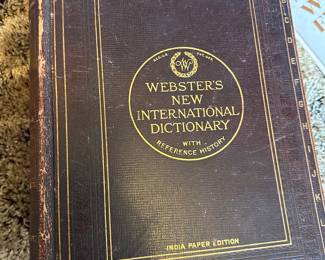 WEBSTER'S
NEW
INTERNATIONAL
DICTIONARY
WITH
REFERENCE HISTORY
INDIA PAPER EDITION